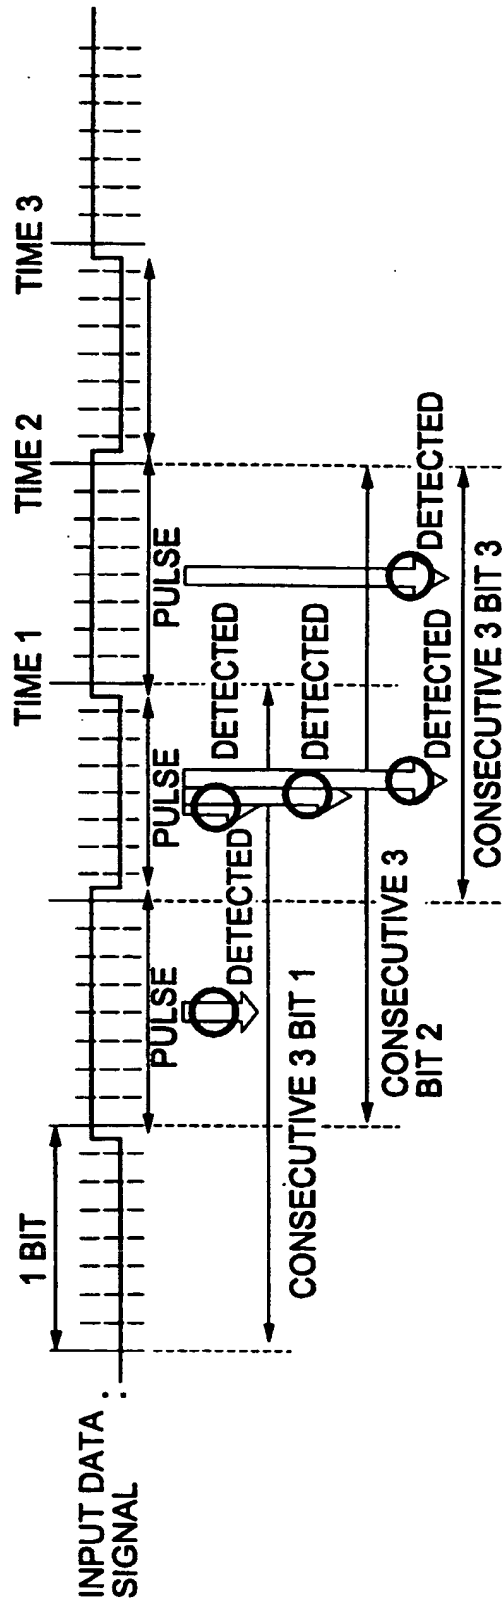 INPUT DATA
SIGNAL
1 BIT
TIME 1
TIME 2
TIME 3
PULSE
PULSE
PULSE
DETECTED
DETECTED
DETECTED
DETECTED
DETECTED
CONSECUTIVE 3 BIT 1
CONSECUTIVE 3
BIT 2
CONSECUTIVE 3 BIT 3